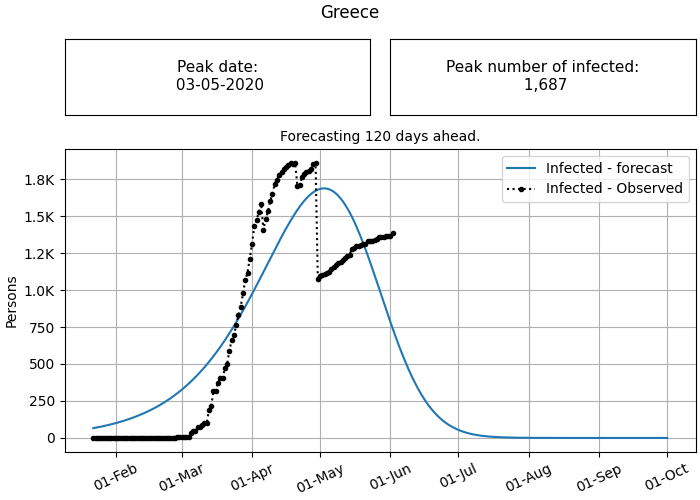 Greece
Peak date:
03-05-2020
Peak number of infected:
1,687
Forecasting 120 days ahead.
Infected - forecast
Infected - Observed
Persons
1.8K
1.5K
1.2K
1.0K
750
500
250
0
01-Feb
01-Mar
01-Apr
01-May
01-Jun
01-Jul
01-Aug
01-Sep
01-Oct